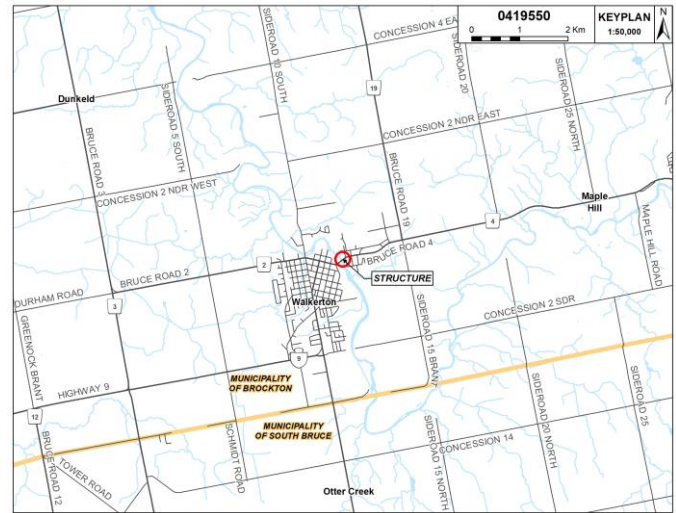 0419550
0 1 2 Km
KEYPLAN
1:50,000
N
CONCESSION 4 EA
SIDEROAD 10 SOUTH
SIDEROAD 20
SIDEROAD 25 NORTH
19
Dunkeld
SIDEROAD 5 SOUTH
BRUCE ROAD 3
CONCESSION 2 NDR EAST
BRUCE ROAD 19
CONCESSION 2 NDR WEST
Maple
Hill
4
MAPLE HILL ROAD
BRUCE ROAD 4
2
BRUCE ROAD 2
STRUCTURE
DURHAM ROAD
3
Walkerton
SIDEROAD 15 BRANT
CONCESSION 2 SDR
GREENOCK BRANT
9
HIGHWAY 9
MUNICIPALITY
OF BROCKTON
12
MUNICIPALITY
OF SOUTH BRUCE
BRUCE ROAD 12
TOWER ROAD
SCHMIDT ROAD
SIDEROAD 15 NORTH
SIDEROAD 20 NORTH
SIDEROAD 25
CONCESSION 14
Otter Creek